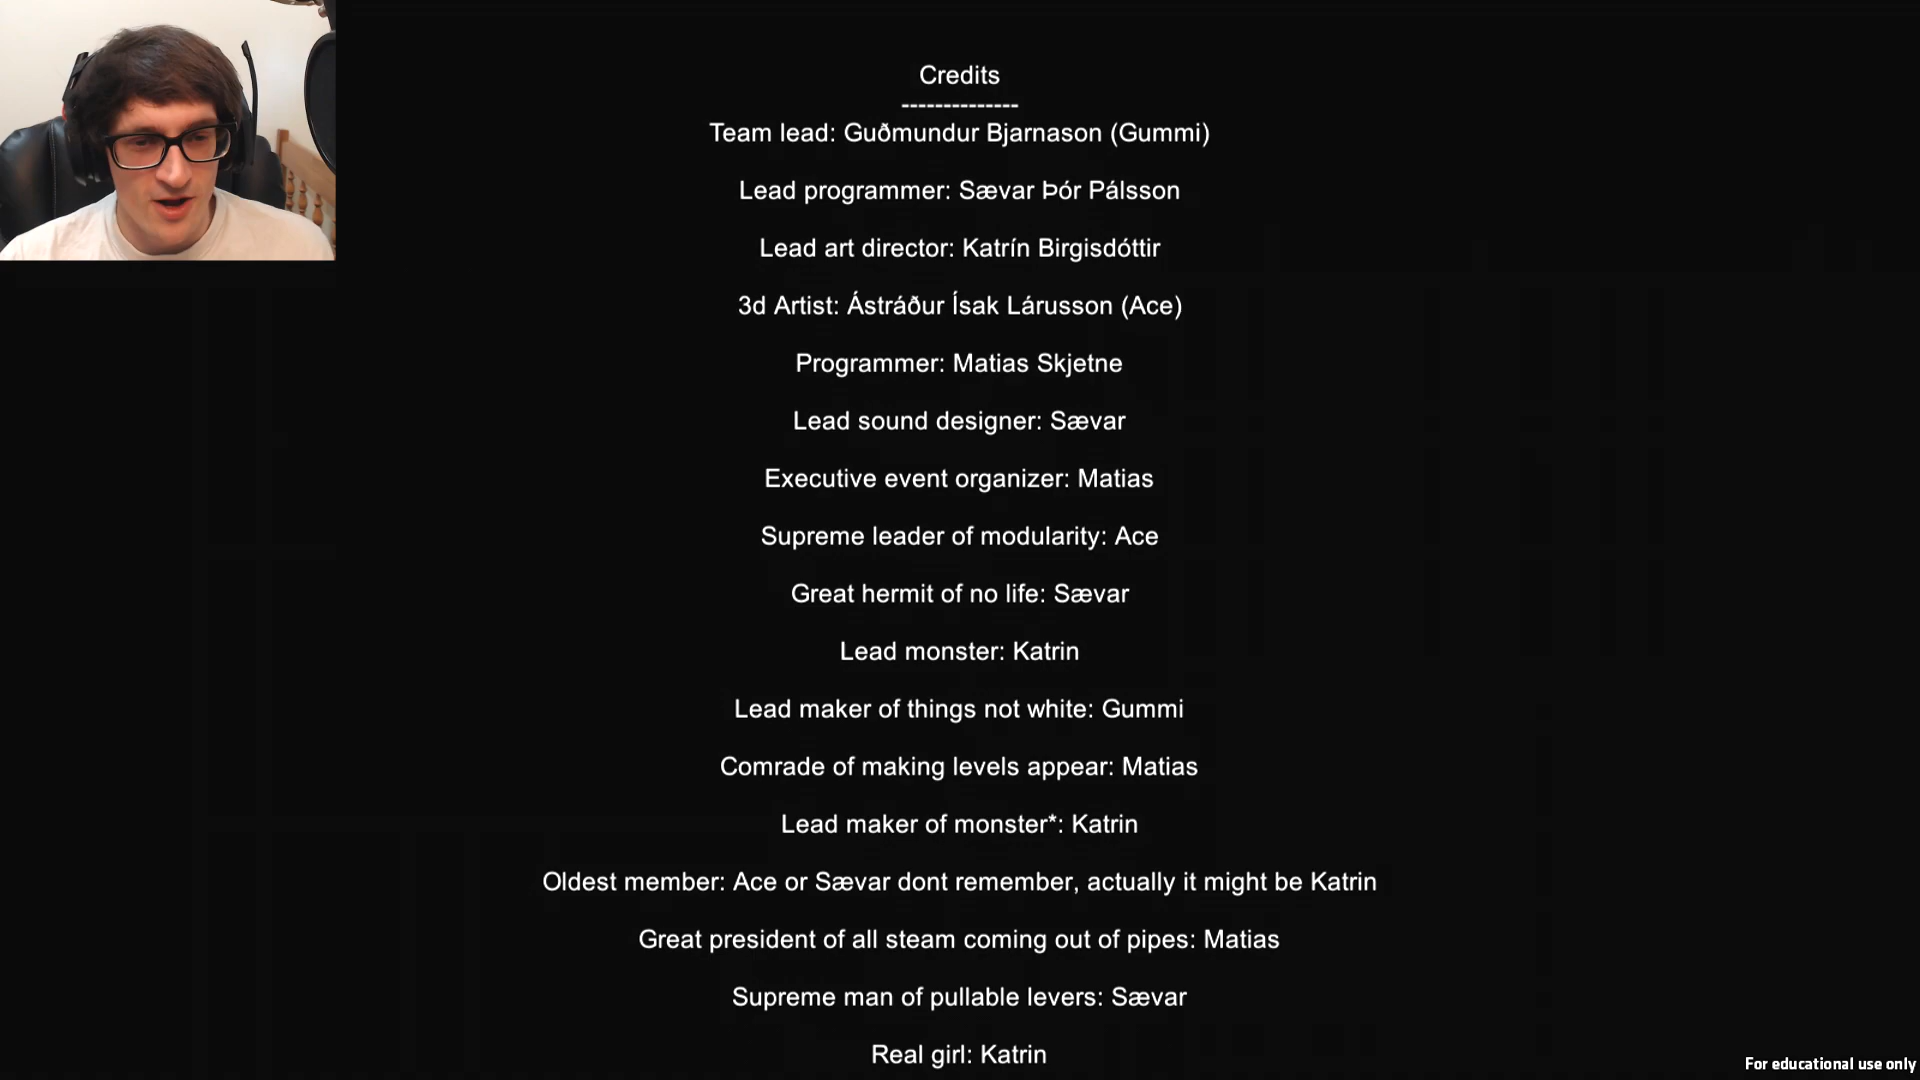 Credits
--------------
Team lead: Guðmundur Bjarnason (Gummi)
Lead programmer: Sævar Þór Pálsson
Lead art director: Katrín Birgisdóttir
3d Artist: Ástráður Ísak Lárusson (Ace)
Programmer: Matias Skjetne
Lead sound designer: Sævar
Executive event organizer: Matias
Supreme leader of modularity: Ace
Great hermit of no life: Sævar
Lead monster: Katrin
Lead maker of things not white: Gummi
Comrade of making levels appear: Matias
Lead maker of monster*: Katrin
Oldest member: Ace or Sævar dont remember, actually it might be Katrin
Great president of all steam coming out of pipes: Matias
Supreme man of pullable levers: Sævar
Real girl: Katrin
For educational use only